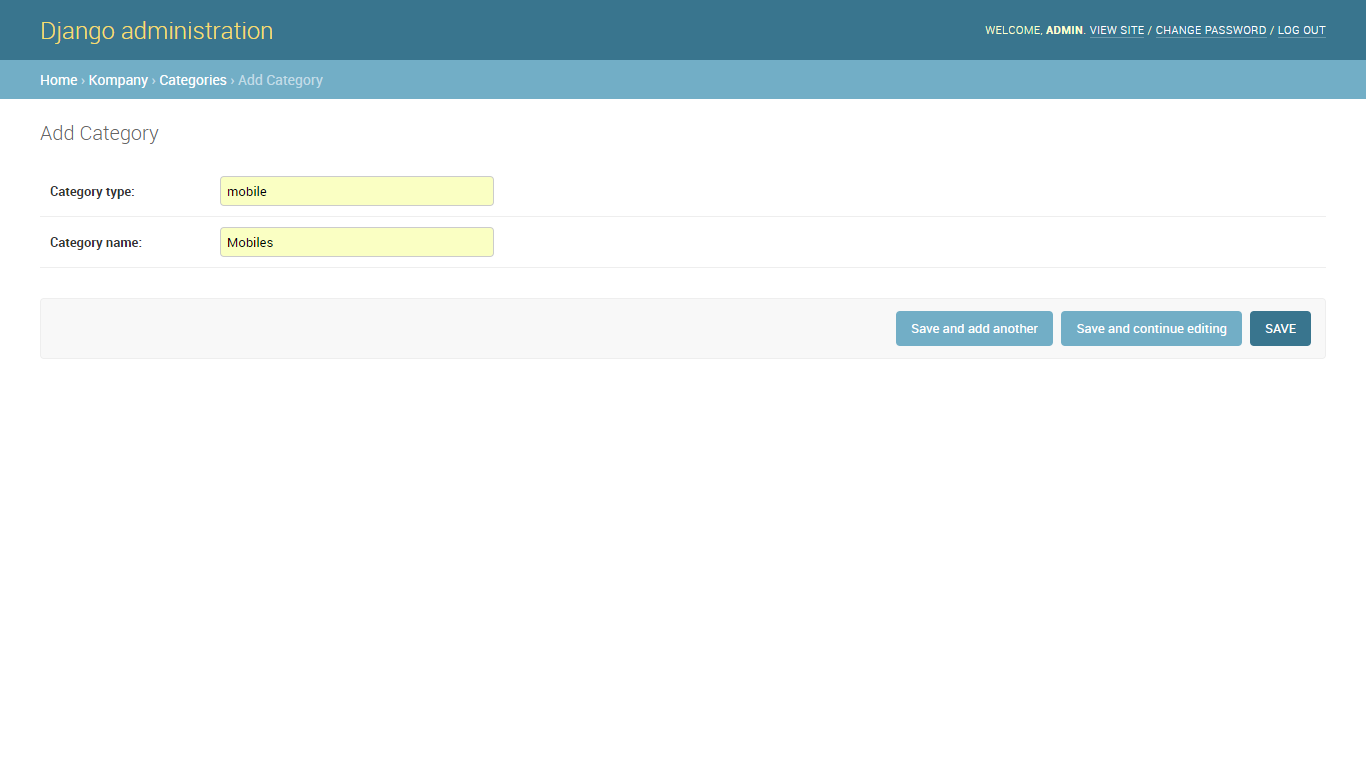 Django administration
WELCOME, ADMIN. VIEW SITE / CHANGE PASSWORD / LOG OUT
Home › Kompany › Categories › Add Category
Add Category
Category type: mobile
Category name: Mobiles
Save and add another Save and continue editing SAVE